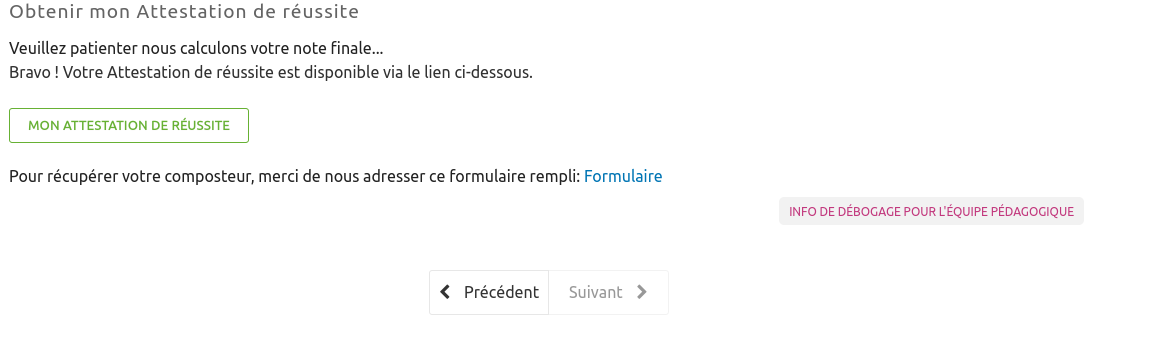 Obtenir mon Attestation de réussite
Veuillez patienter nous calculons votre note finale...
Bravo ! Votre Attestation de réussite est disponible via le lien ci-dessous.
MON ATTESTATION DE RÉUSSITE
Pour récupérer votre composteur, merci de nous adresser ce formulaire rempli: Formulaire
INFO DE DÉBOGAGE POUR L'ÉQUIPE PÉDAGOGIQUE
Précédent Suivant